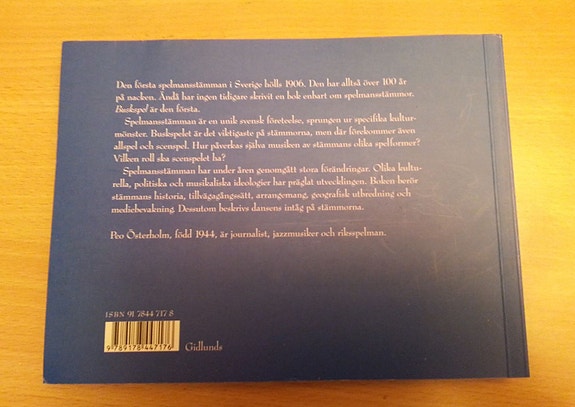 Den första spelmansstämman i Sverige hölls 1906. Den har alltså över 100 år
på nacken. Ändå har ingen tidigare skrivit en bok enbart om spelmansstämmor.
Buskspel är den första.
Spelmansstämman är en unik svensk företeelse, sprungen ur specifika kultur-
mönster. Buskspelet är det viktigaste på stämmorna, men där förekommer även
allspel och scenspel. Hur påverkas själva musiken av stämmans olika spelformer?
Vilken roll ska scenspelet ha?
Spelmansstämman har under åren genomgått stora förändringar. Olika kultu-
rella, politiska och musikaliska ideologier har präglat utvecklingen. Boken berör
stämmans historia, tillvägagångssätt, arrangemang, geografisk utbredning och
mediebevakning. Dessutom beskrivs dansens intåg på stämmorna.
Peo Österholm, född 1944, är journalist, jazzmusiker och riksspelman.
ISBN 91 7844 717 8
9 789178 447176
Gidlunds